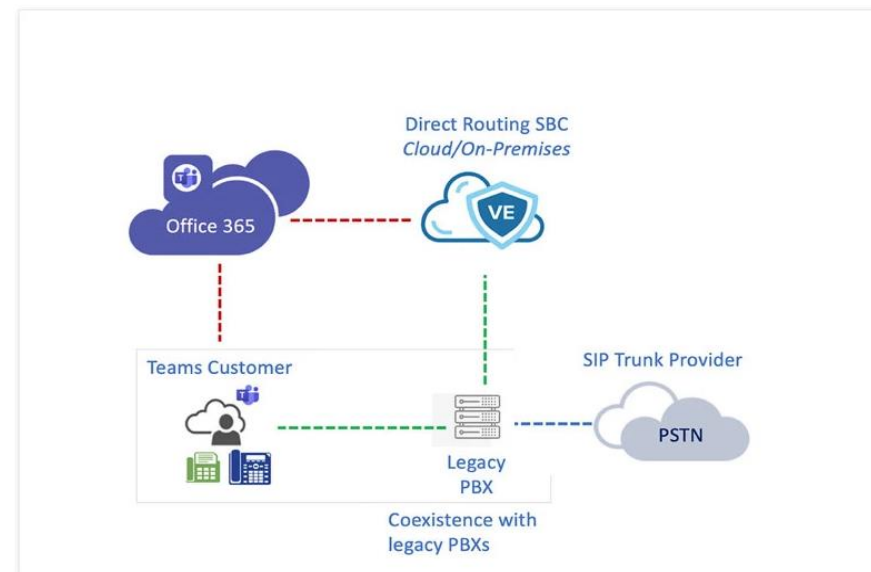 Direct Routing SBC
Cloud/On-Premises
T
Office 365
VE
Teams Customer
T
SIP Trunk Provider
PSTN
Legacy
PBX
Coexistence with
legacy PBXs